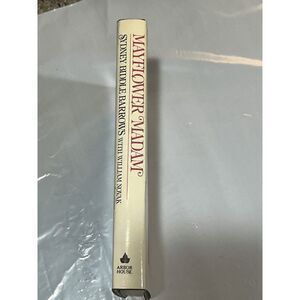 MAYFLOWER MADAM
SYDNEY BIDDLE BARROWS WITH WILLIAM NOVAK
ARBOR
HOUSE